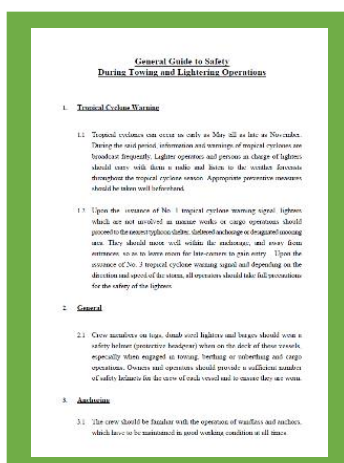 General Guide to Safety
During Towing and Lightering Operations
1. Tropical Cyclone Warning
1.1 Tropical cyclones can occur as early as May till as late as November.
During the said period, information and warnings of tropical cyclones are
broadcast frequently. Lighter operators and persons in charge of lighters
should carry with them a radio and listen to the weather forecasts
throughout the tropical cyclone season. Appropriate preventive measures
should be taken well beforehand.
1.2 Upon the issuance of No. 1 tropical cyclone warning signal, lighters
which are not involved in marine works or cargo operations should
proceed to the nearest typhoon shelter, sheltered anchorage or designated mooring
area. They should moor well within the anchorage, and away from
entrances, so as to leave room for late-comers to gain entry. Upon the
issuance of No. 3 tropical cyclone warning signal and depending on the
direction and speed of the storm, all operators should take full precautions
for the safety of the lighters.
2. General
2.1 Crew members on tugs, dumb steel lighters and barges should wear a
safety helmet (protective headgear) when on the deck of those vessels,
especially when engaged in towing, berthing or unberthing and cargo
operations. Owners and operators should provide a sufficient number
of safety helmets for the crew of each vessel and to ensure they are worn.
3. Anchoring
3.1 The crew should be familiar with the operation of windlass and anchors,
which have to be maintained in good working condition at all times.